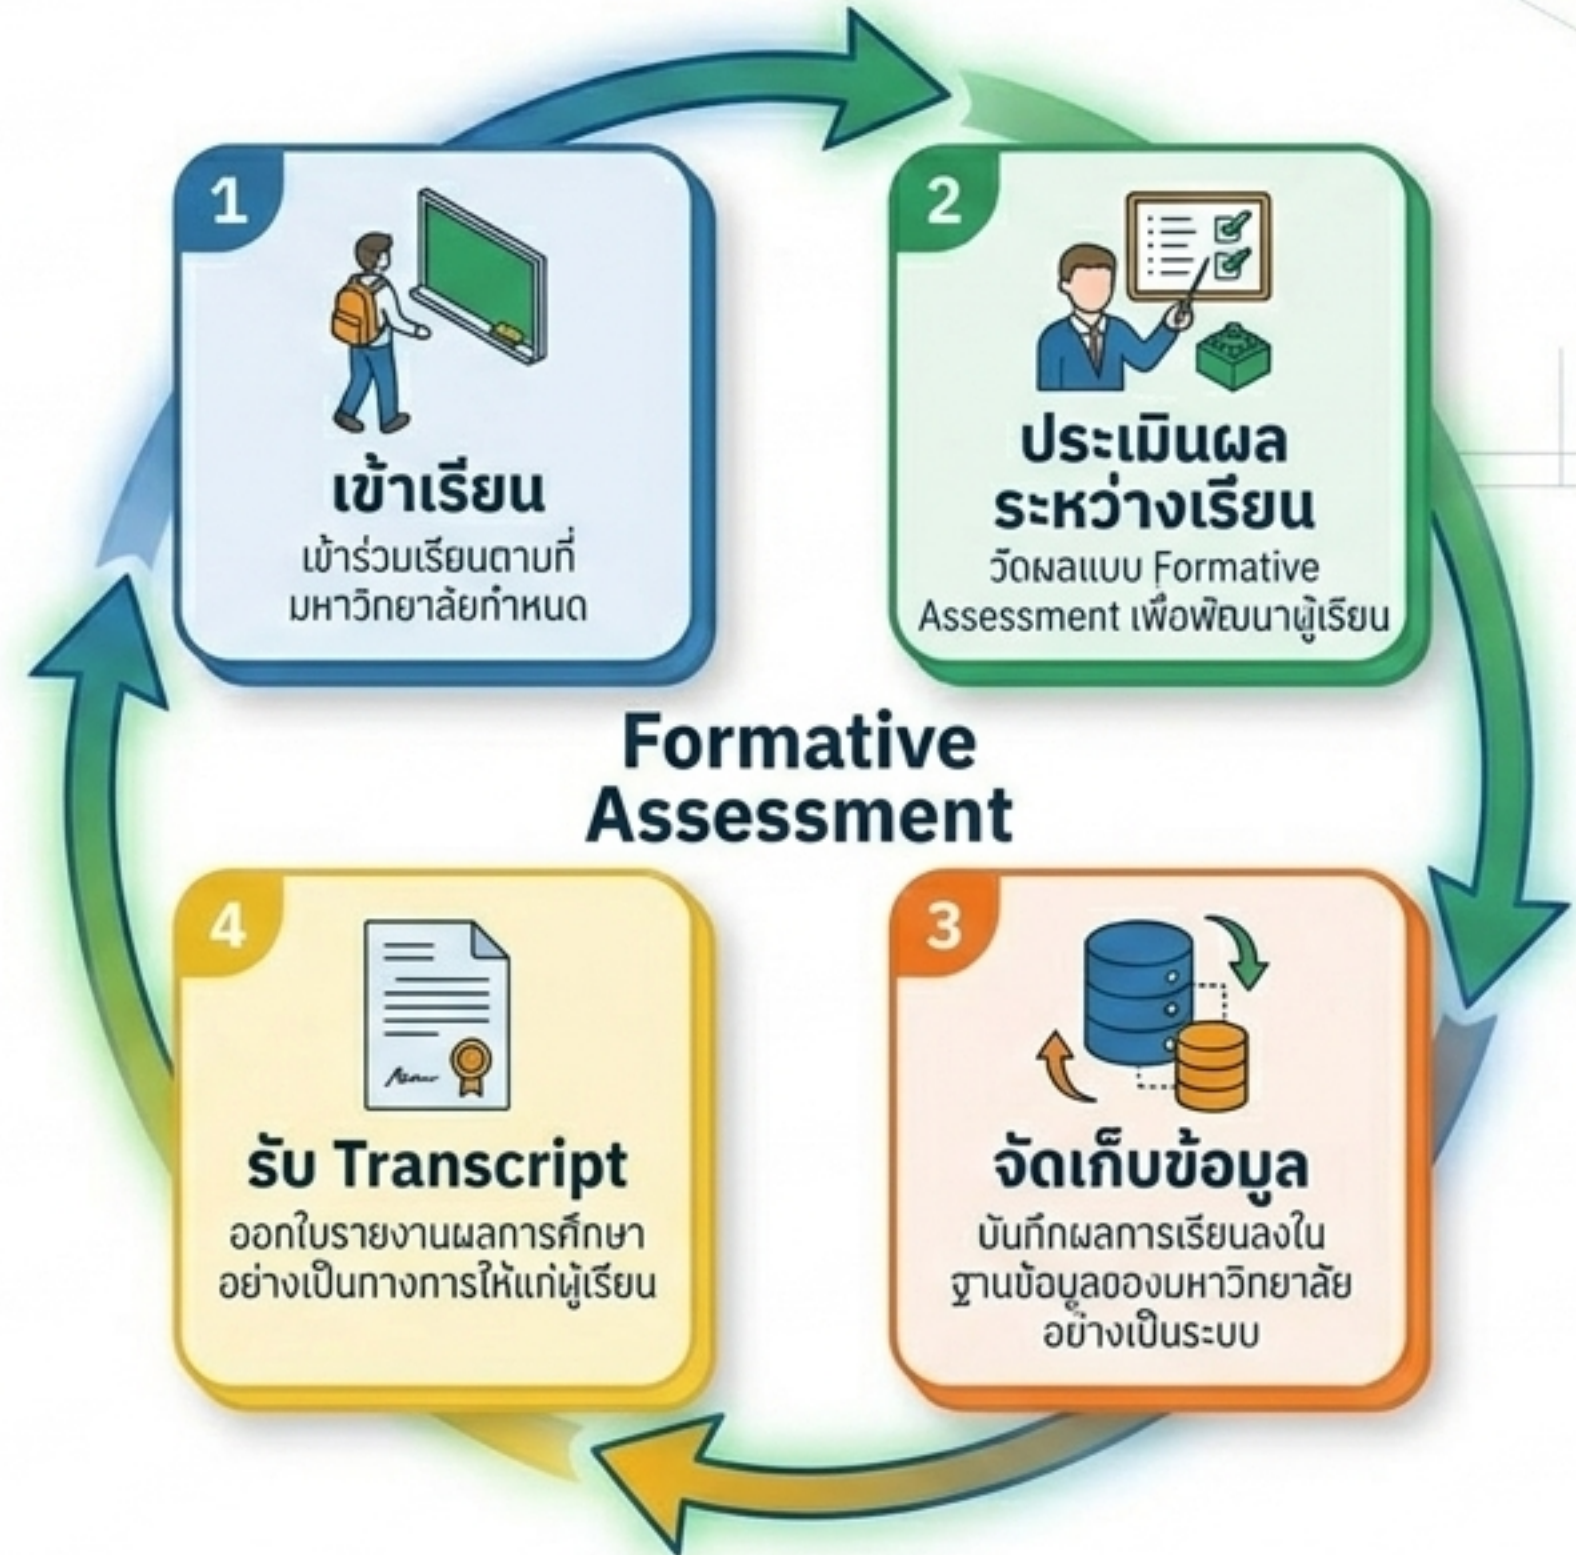 1
เข้าเรียน
เข้าร่วมเรียนตามที่
มหาวิทยาลัยกำหนด
2
ประเมินผล
ระหว่างเรียน
วัดผลแบบ Formative
Assessment เพื่อพัฒนาผู้เรียน
Formative
Assessment
3
จัดเก็บข้อมูล
บันทึกผลการเรียนลงใน
ฐานข้อมูลของมหาวิทยาลัย
อย่างเป็นระบบ
4
รับ Transcript
ออกใบรายงานผลการศึกษา
อย่างเป็นทางการให้แก่ผู้เรียน